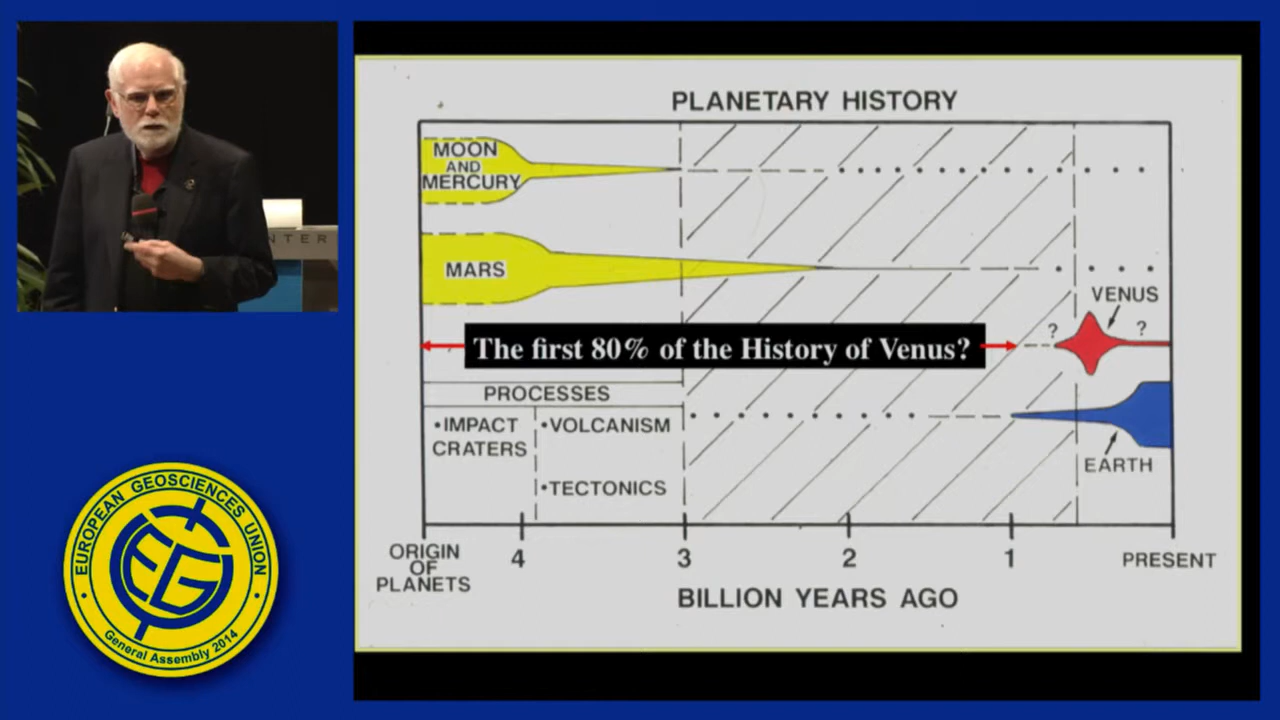 NTER
PLANETARY HISTORY
MOON
AND
MERCURY
MARS
VENUS
?
?
The first 80% of the History of Venus?
PROCESSES
•IMPACT
CRATERS
•VOLCANISM
•TECTONICS
EARTH
ORIGIN
OF
PLANETS
4
3
2
1
PRESENT
BILLION YEARS AGO
EUROPEAN GEOSCIENCES UNION
EGU
General Assembly 2014